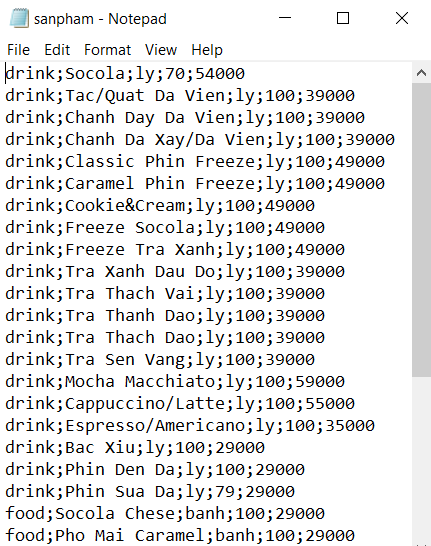 sanpham - Notepad
File Edit Format View Help
drink;Socola;ly;70;54000
drink;Tac/Quat Da Vien;ly;100;39000
drink;Chanh Day Da Vien;ly;100;39000
drink;Chanh Da Xay/Da Vien;ly;100;39000
drink;Classic Phin Freeze;ly;100;49000
drink;Caramel Phin Freeze;ly;100;49000
drink;Cookie&Cream;ly;100;49000
drink;Freeze Socola;ly;100;49000
drink;Freeze Tra Xanh;ly;100;49000
drink;Tra Xanh Dau Do;ly;100;39000
drink;Tra Thach Vai;ly;100;39000
drink;Tra Thanh Dao;ly;100;39000
drink;Tra Thach Dao;ly;100;39000
drink;Tra Sen Vang;ly;100;39000
drink;Mocha Macchiato;ly;100;59000
drink;Cappuccino/Latte;ly;100;55000
drink;Espresso/Americano;ly;100;35000
drink;Bac Xiu;ly;100;29000
drink;Phin Den Da;ly;100;29000
drink;Phin Sua Da;ly;79;29000
food;Socola Chese;banh;100;29000
food;Pho Mai Caramel;banh;100;29000